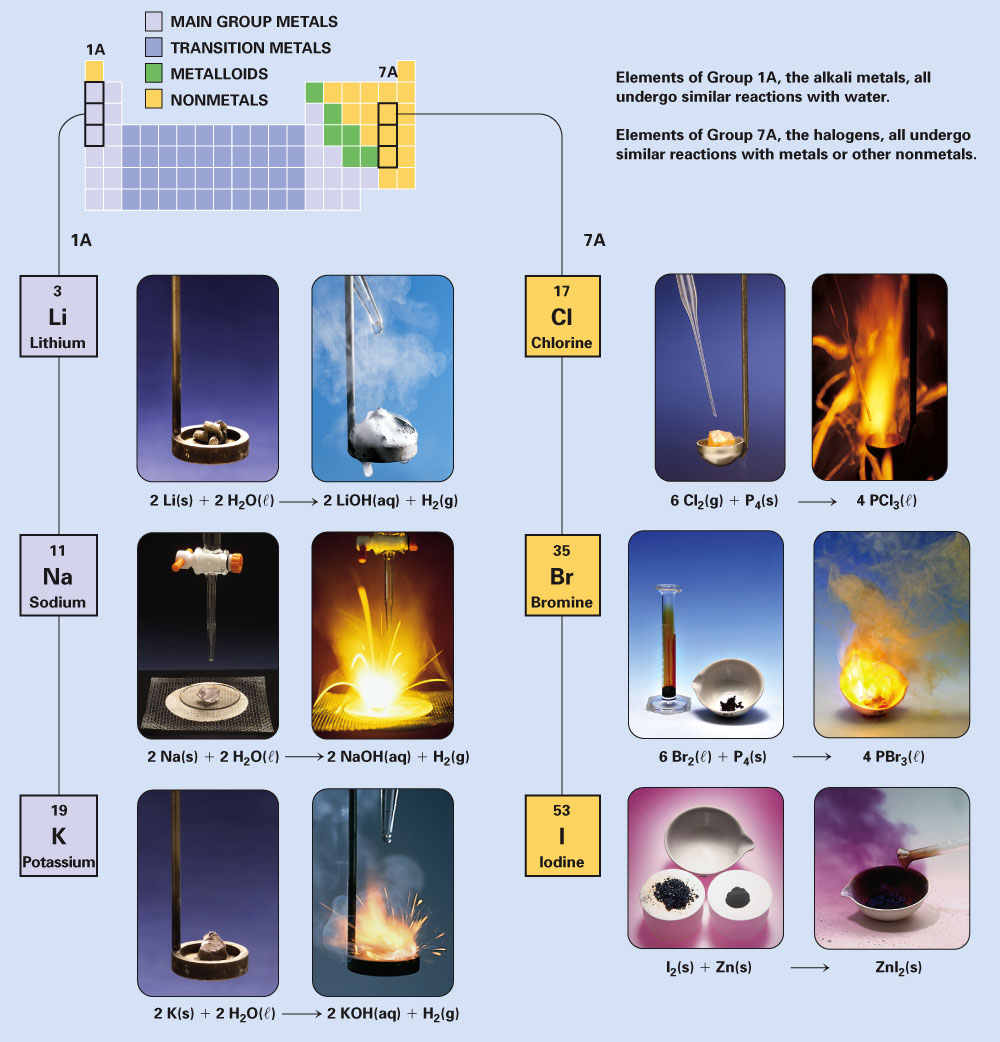 MAIN GROUP METALS
TRANSITION METALS
METALLOIDS
NONMETALS
1A
7A
Elements of Group 1A, the alkali metals, all
undergo similar reactions with water.
Elements of Group 7A, the halogens, all undergo
similar reactions with metals or other nonmetals.
1A
3
Li
Lithium
2 Li(s) + 2 H₂O(ℓ) ⟶ 2 LiOH(aq) + H₂(g)
11
Na
Sodium
2 Na(s) + 2 H₂O(ℓ) ⟶ 2 NaOH(aq) + H₂(g)
19
K
Potassium
2 K(s) + 2 H₂O(ℓ) ⟶ 2 KOH(aq) + H₂(g)
7A
17
Cl
Chlorine
6 Cl₂(g) + P₄(s) ⟶ 4 PCl₃(ℓ)
35
Br
Bromine
6 Br₂(ℓ) + P₄(s) ⟶ 4 PBr₃(ℓ)
53
I
Iodine
I₂(s) + Zn(s) ⟶ ZnI₂(s)